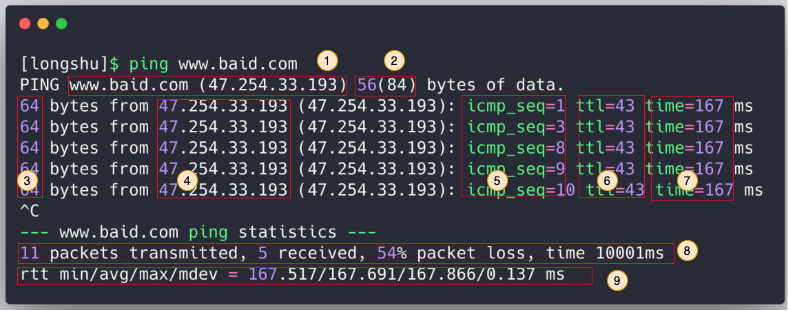 [longshu]$ ping www.baid.com ① ②
PING www.baid.com (47.254.33.193) 56(84) bytes of data.
64 bytes from 47.254.33.193 (47.254.33.193): icmp_seq=1 ttl=43 time=167 ms
64 bytes from 47.254.33.193 (47.254.33.193): icmp_seq=3 ttl=43 time=167 ms
64 bytes from 47.254.33.193 (47.254.33.193): icmp_seq=8 ttl=43 time=167 ms
64 bytes from 47.254.33.193 (47.254.33.193): icmp_seq=9 ttl=43 time=167 ms
64 bytes from 47.254.33.193 (47.254.33.193): icmp_seq=10 ttl=43 time=167 ms
③ ④ ⑤ ⑥ ⑦
^C
--- www.baid.com ping statistics ---
11 packets transmitted, 5 received, 54% packet loss, time 10001ms ⑧
rtt min/avg/max/mdev = 167.517/167.691/167.866/0.137 ms ⑨